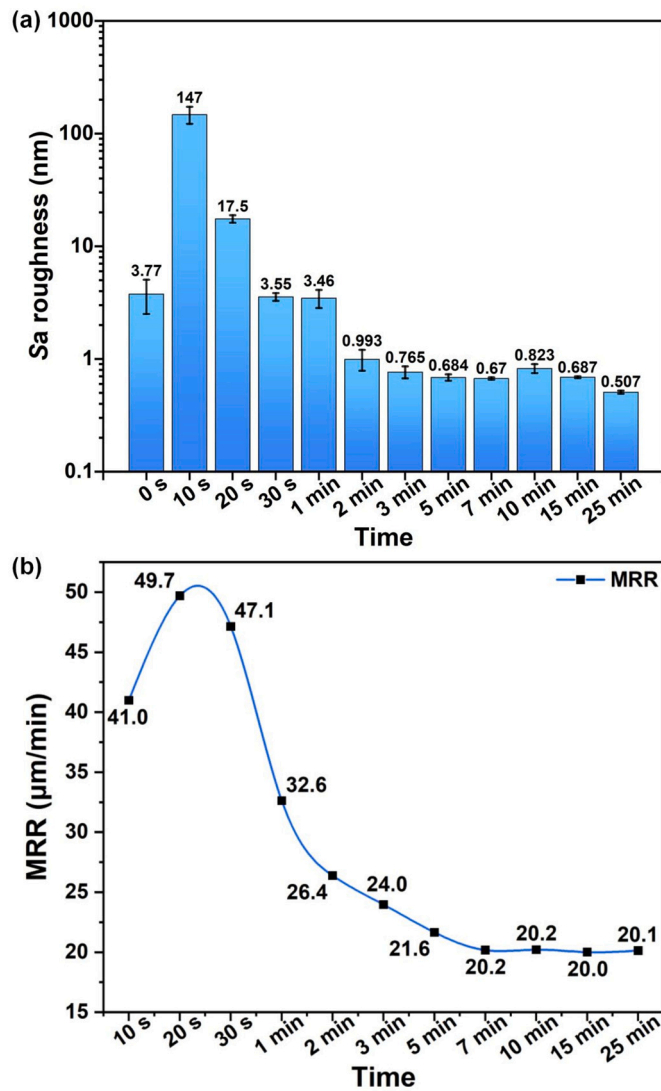 (a)
1000
100
10
1
0.1
Sa roughness (nm)
3.77
147
17.5
3.55
3.46
0.993
0.765
0.684
0.67
0.823
0.687
0.507
0 s
10 s
20 s
30 s
1 min
2 min
3 min
5 min
7 min
10 min
15 min
25 min
Time
(b)
MRR
50
45
40
35
30
25
20
15
MRR (μm/min)
41.0
49.7
47.1
32.6
26.4
24.0
21.6
20.2
20.2
20.0
20.1
10 s
20 s
30 s
1 min
2 min
3 min
5 min
7 min
10 min
15 min
25 min
Time